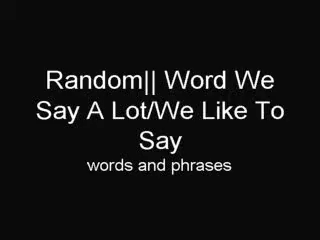 Random|| Word We
Say A Lot/We Like To
Say
words and phrases